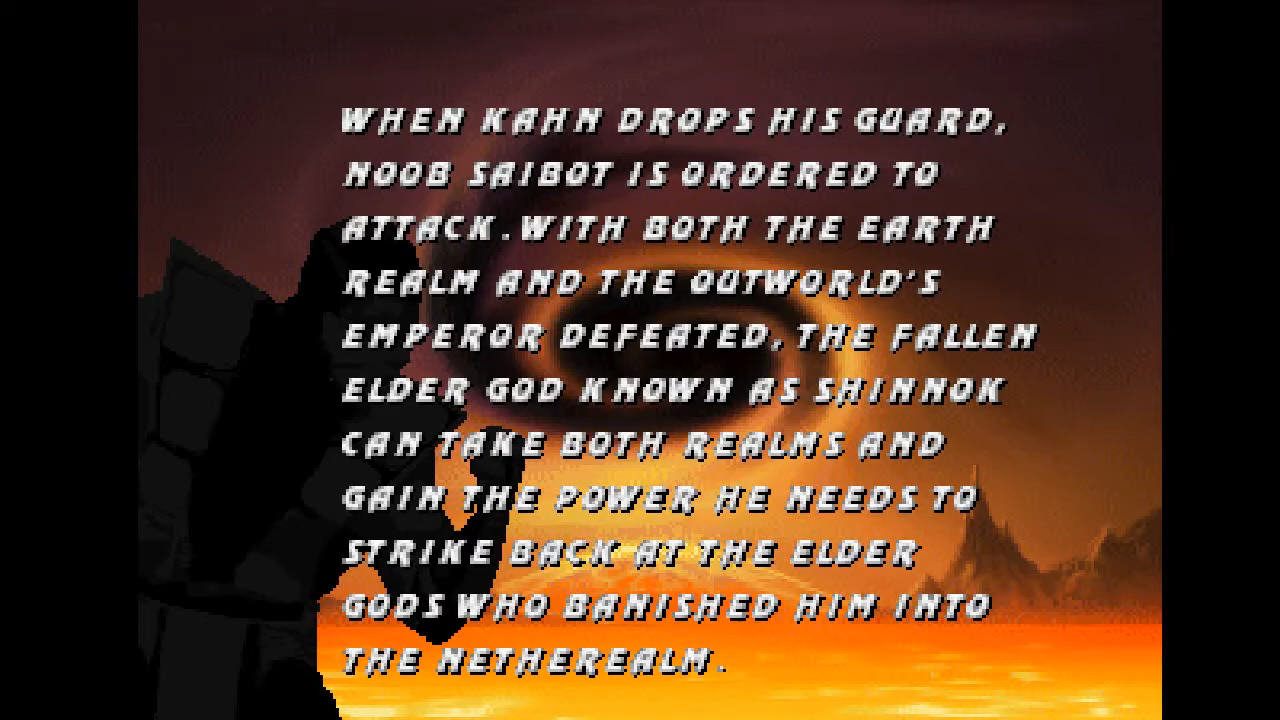 WHEN KAHN DROPS HIS GUARD,
NOOB SAIBOT IS ORDERED TO
ATTACK.WITH BOTH THE EARTH
REALM AND THE OUTWORLD'S
EMPEROR DEFEATED,THE FALLEN
ELDER GOD KNOWN AS SHINNOK
CAN TAKE BOTH REALMS AND
GAIN THE POWER HE NEEDS TO
STRIKE BACK AT THE ELDER
GODS WHO BANISHED HIM INTO
THE NETHEREALM.